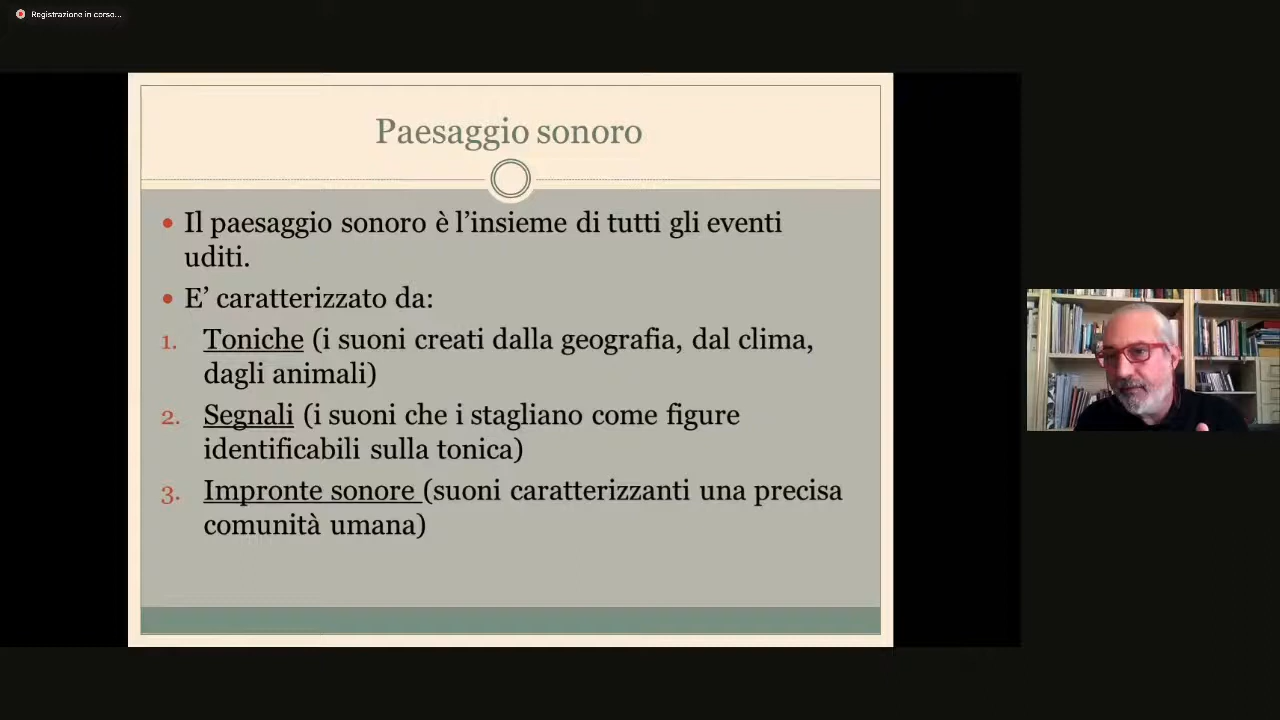 Registrazione in corso...
Paesaggio sonoro
• Il paesaggio sonoro è l’insieme di tutti gli eventi
uditi.
• E’ caratterizzato da:
1. Toniche (i suoni creati dalla geografia, dal clima,
dagli animali)
2. Segnali (i suoni che i stagliano come figure
identificabili sulla tonica)
3. Impronte sonore (suoni caratterizzanti una precisa
comunità umana)